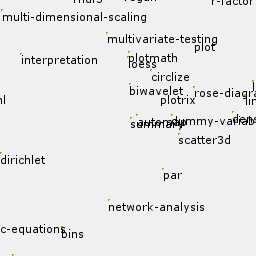 r-factor
multi-dimensional-scaling
multivariate-testing
plot
interpretation
plotmath
loess
circlize
biwavelet
rose-diagra
plotrix
summary
dummy-variab
scatter3d
dirichlet
par
network-analysis
c-equations
bins